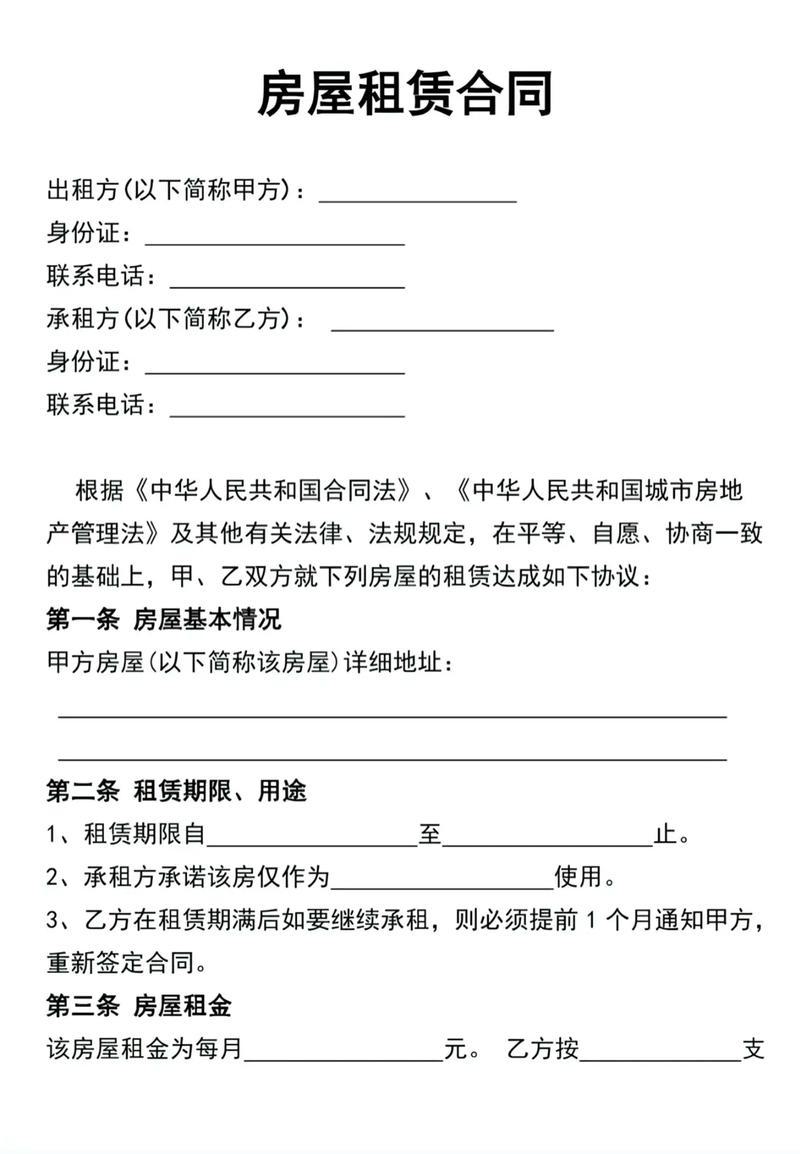 房屋租赁合同
出租方(以下简称甲方)：________________
身份证：_____________________
联系电话：___________________
承租方(以下简称乙方)： __________________
身份证：_____________________
联系电话：___________________
根据《中华人民共和国合同法》、《中华人民共和国城市房地
产管理法》及其他有关法律、法规规定，在平等、自愿、协商一致
的基础上，甲、乙双方就下列房屋的租赁达成如下协议：
第一条 房屋基本情况
甲方房屋(以下简称该房屋)详细地址：
______________________________________________________
______________________________________________________
第二条 租赁期限、用途
1、租赁期限自_________________至_________________止。
2、承租方承诺该房仅作为__________________使用。
3、乙方在租赁期满后如要继续承租，则必须提前 1 个月通知甲方，
重新签定合同。
第三条 房屋租金
该房屋租金为每月________________元。 乙方按_____________支